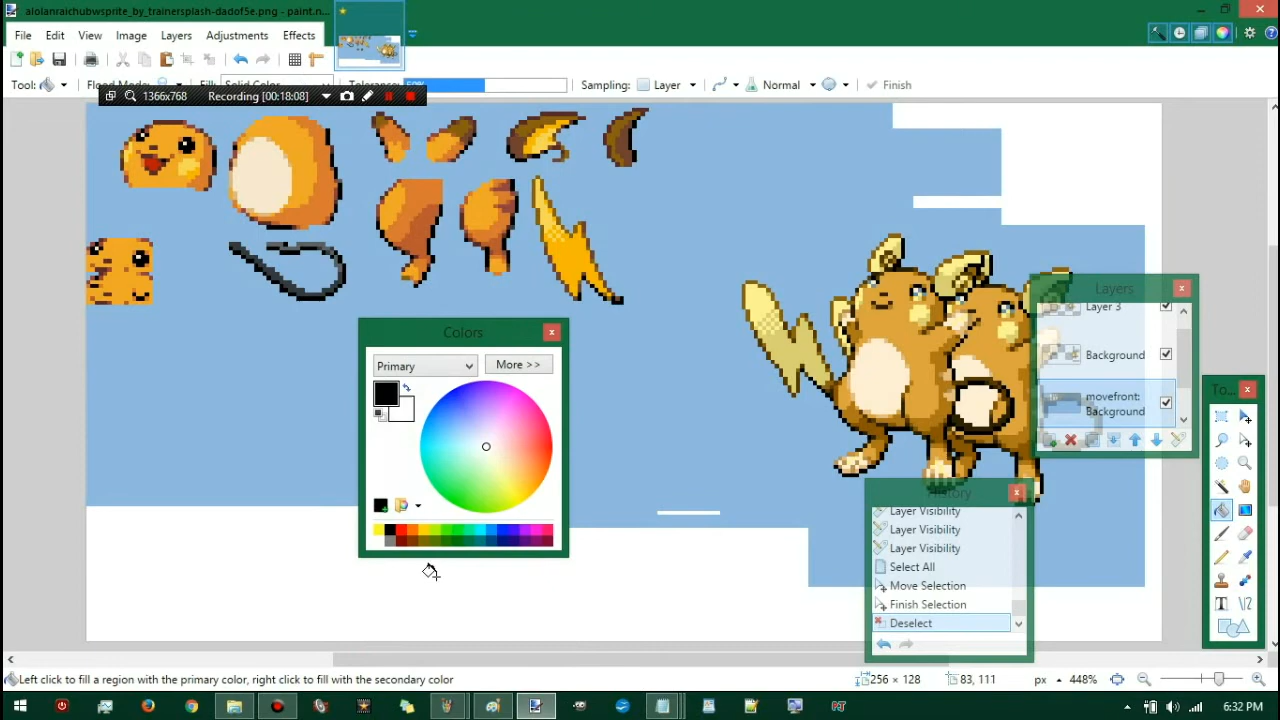 alolanraichubwsprite_by_trainersplash-dadof5e.png - paint.n...
File Edit View Image Layers Adjustments Effects
Tool: Flood Mode: Fill: Solid Color Tolerance: 50% Sampling: Layer Normal Finish
1366x768 Recording [00:18:08]
Layers
Layer 3
Background
movefront:
Background
Colors
Primary More >>
To...
History
Layer Visibility
Layer Visibility
Layer Visibility
Select All
Move Selection
Finish Selection
Deselect
Left click to fill a region with the primary color, right click to fill with the secondary color 256 × 128 83, 111 px 448%
6:32 PM